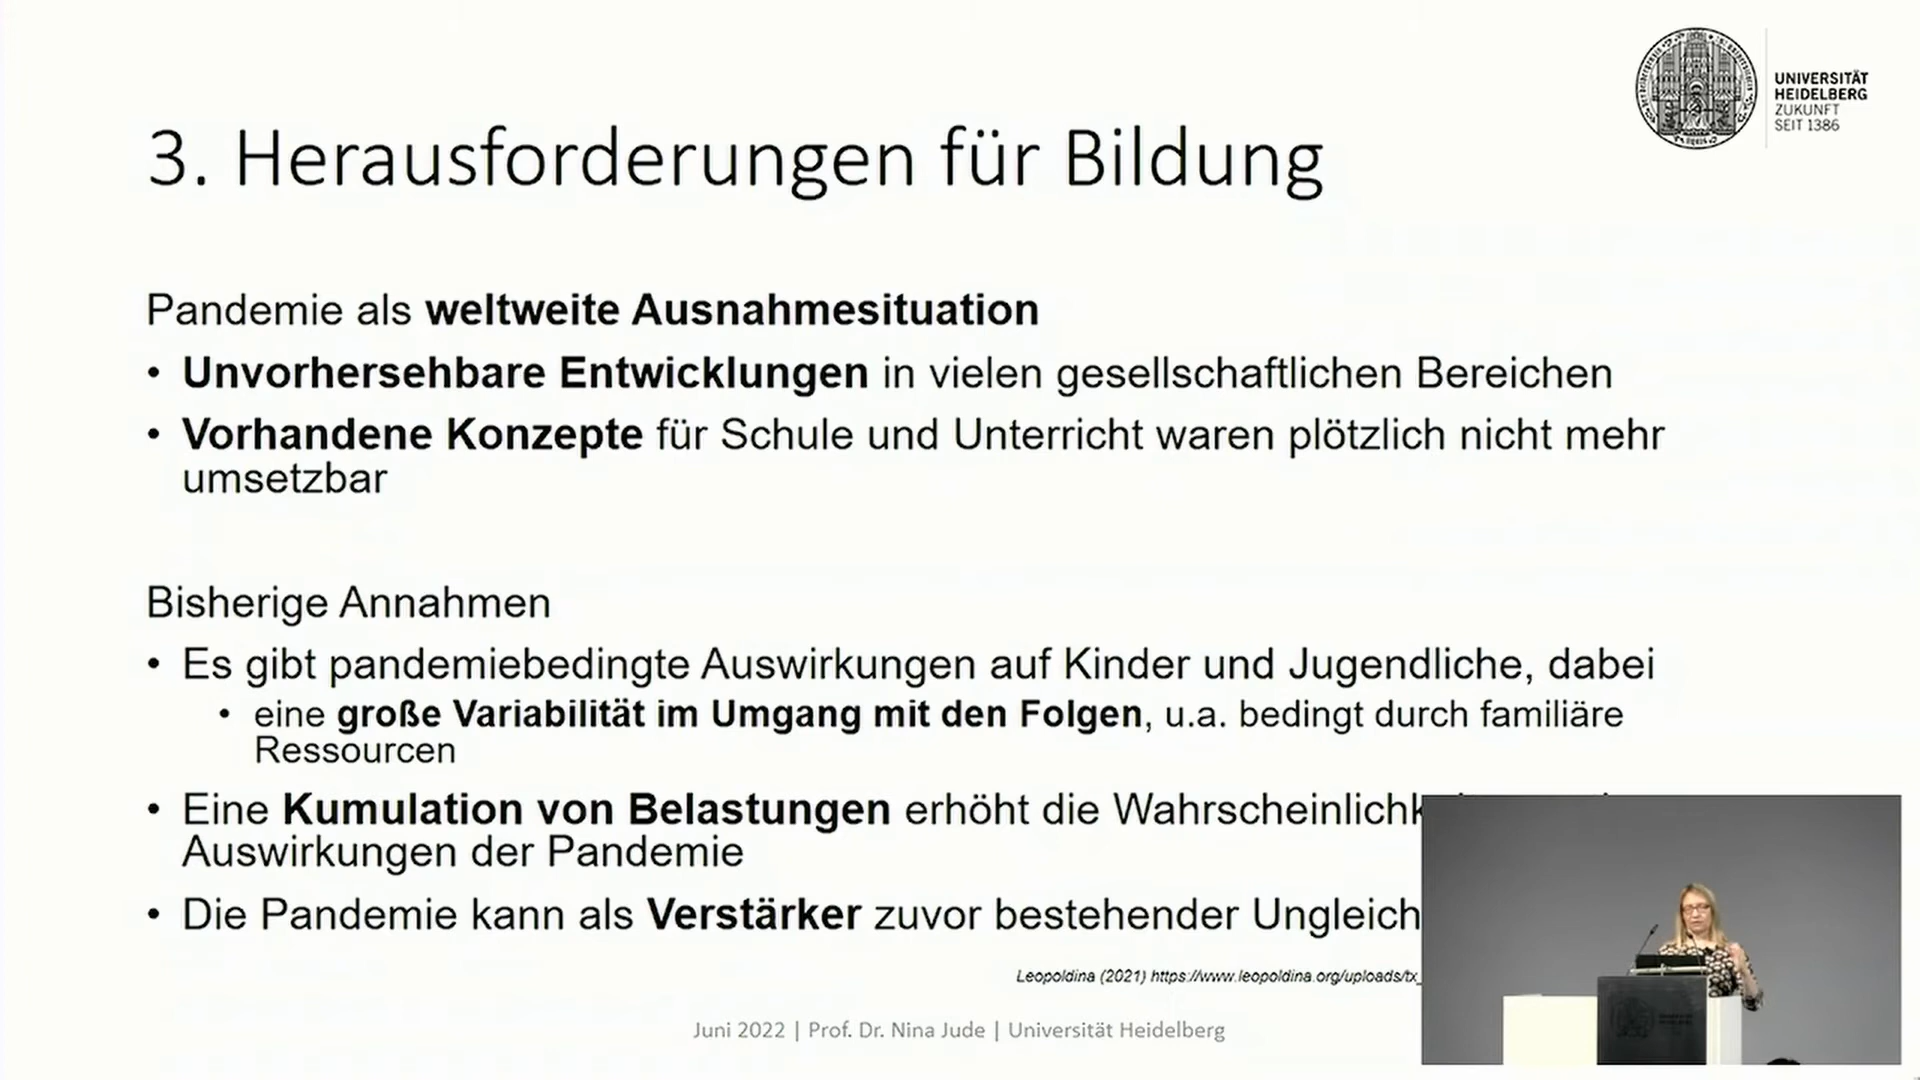 UNIVERSITÄT
HEIDELBERG
ZUKUNFT
SEIT 1386
3. Herausforderungen für Bildung
Pandemie als weltweite Ausnahmesituation
• Unvorhersehbare Entwicklungen in vielen gesellschaftlichen Bereichen
• Vorhandene Konzepte für Schule und Unterricht waren plötzlich nicht mehr
umsetzbar
Bisherige Annahmen
• Es gibt pandemiebedingte Auswirkungen auf Kinder und Jugendliche, dabei
• eine große Variabilität im Umgang mit den Folgen, u.a. bedingt durch familiäre
Ressourcen
• Eine Kumulation von Belastungen erhöht die
Auswirkungen der Pandemie
• Die Pandemie kann als Verstärker zuvor bestehender
Leopoldina (2021) https://www.leopoldina.org/uploads/tx_
Juni 2022 | Prof. Dr. Nina Jude | Universität Heidelberg